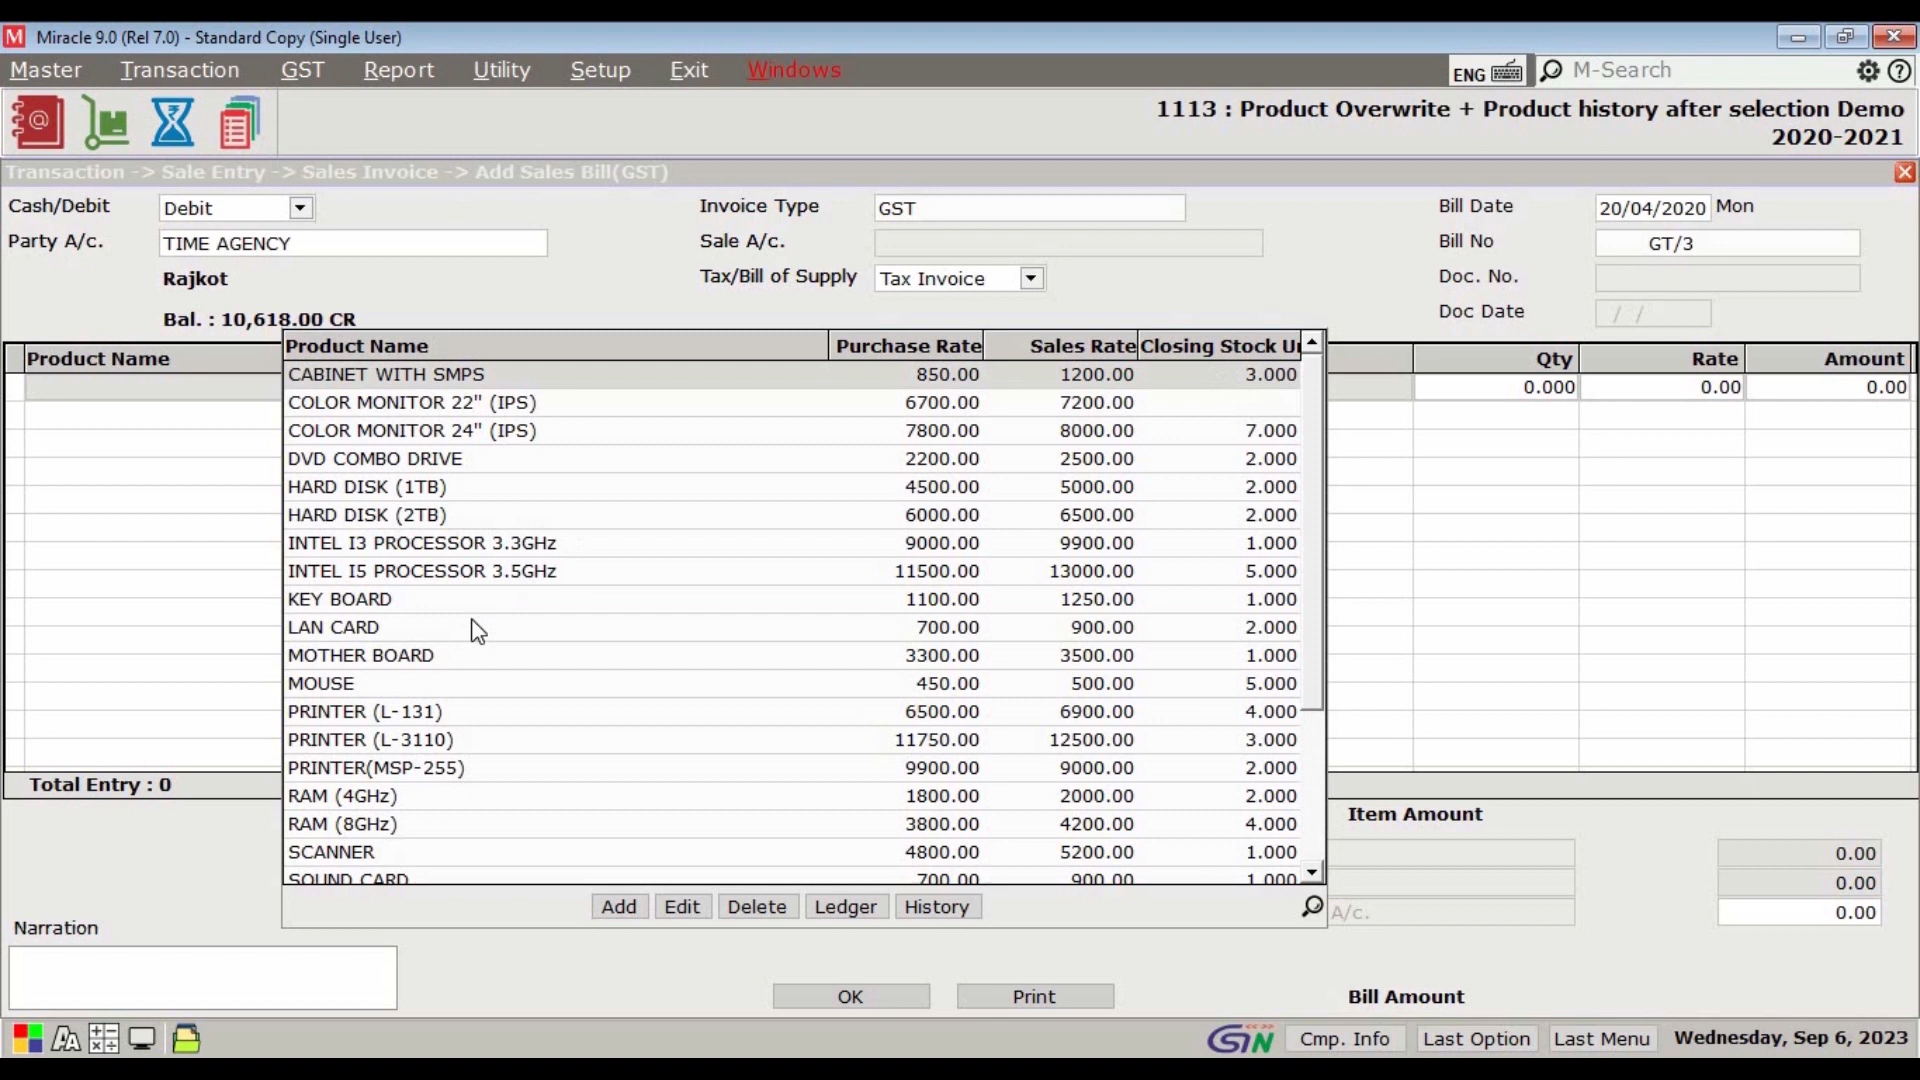 Miracle 9.0 (Rel 7.0) - Standard Copy (Single User)
Master Transaction GST Report Utility Setup Exit Windows ENG M-Search
1113 : Product Overwrite + Product history after selection Demo
2020-2021
Transaction -> Sale Entry -> Sales Invoice -> Add Sales Bill(GST)
Cash/Debit Debit Invoice Type GST Bill Date 20/04/2020 Mon
Party A/c. TIME AGENCY Sale A/c. Bill No GT/3
Rajkot Tax/Bill of Supply Tax Invoice Doc. No.
Bal. : 10,618.00 CR Doc Date / /
Product Name Qty Rate Amount
0.000 0.00 0.00
Product Name Purchase Rate Sales Rate Closing Stock
CABINET WITH SMPS 850.00 1200.00 3.000
COLOR MONITOR 22" (IPS) 6700.00 7200.00
COLOR MONITOR 24" (IPS) 7800.00 8000.00 7.000
DVD COMBO DRIVE 2200.00 2500.00 2.000
HARD DISK (1TB) 4500.00 5000.00 2.000
HARD DISK (2TB) 6000.00 6500.00 2.000
INTEL I3 PROCESSOR 3.3GHz 9000.00 9900.00 1.000
INTEL I5 PROCESSOR 3.5GHz 11500.00 13000.00 5.000
KEY BOARD 1100.00 1250.00 1.000
LAN CARD 700.00 900.00 2.000
MOTHER BOARD 3300.00 3500.00 1.000
MOUSE 450.00 500.00 5.000
PRINTER (L-131) 6500.00 6900.00 4.000
PRINTER (L-3110) 11750.00 12500.00 3.000
PRINTER(MSP-255) 9900.00 9000.00 2.000
RAM (4GHz) 1800.00 2000.00 2.000
RAM (8GHz) 3800.00 4200.00 4.000
SCANNER 4800.00 5200.00 1.000
SOUND CARD 700.00 900.00 1.000
Add Edit Delete Ledger History
Total Entry : 0
Item Amount
0.00
0.00
A/c. 0.00
Narration
OK Print Bill Amount
GSTN Cmp. Info Last Option Last Menu Wednesday, Sep 6, 2023